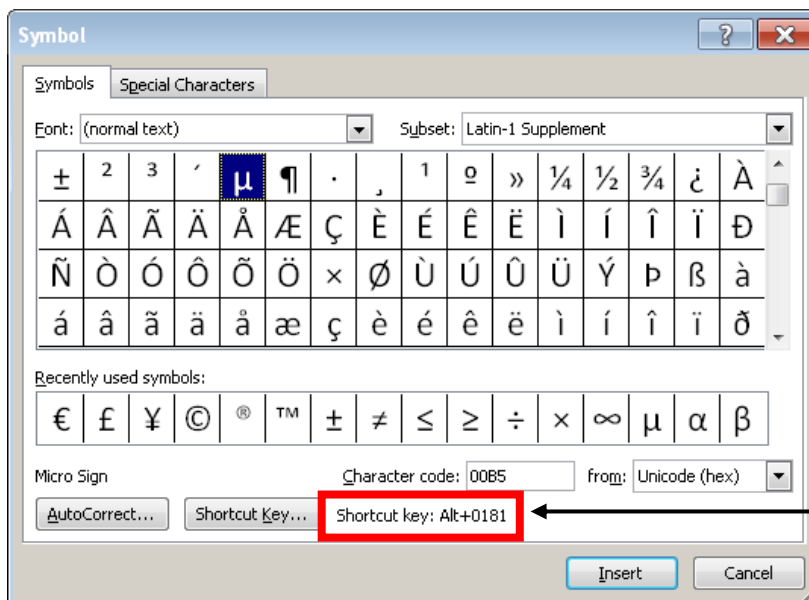 Symbol
Symbols Special Characters
Font: (normal text) Subset: Latin-1 Supplement
± ² ³ ´ µ ¶ · ¸ ¹ º » ¼ ½ ¾ ¿ À
Á Â Ã Ä Å Æ Ç È É Ê Ë Ì Í Î Ï Ð
Ñ Ò Ó Ô Õ Ö × Ø Ù Ú Û Ü Ý Þ ß à
á â ã ä å æ ç è é ê ë ì í î ï ð
Recently used symbols:
€ £ ¥ © ® ™ ± ≠ ≤ ≥ ÷ × ∞ µ α β
Micro Sign Character code: 00B5 from: Unicode (hex)
AutoCorrect... Shortcut Key... Shortcut key: Alt+0181
Insert Cancel